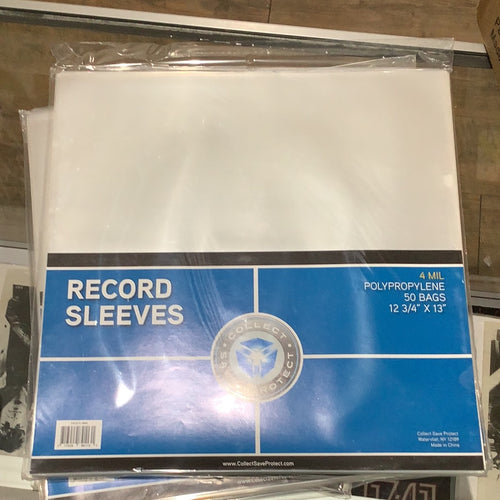 RECORD
SLEEVES
4 MIL
POLYPROPYLENE
50 BAGS
12 3/4" X 13"
COLLECT
PROTECT
Collect Save Protect
Watervliet, NY 12189
Made in China
www.CollectSaveProtect.com